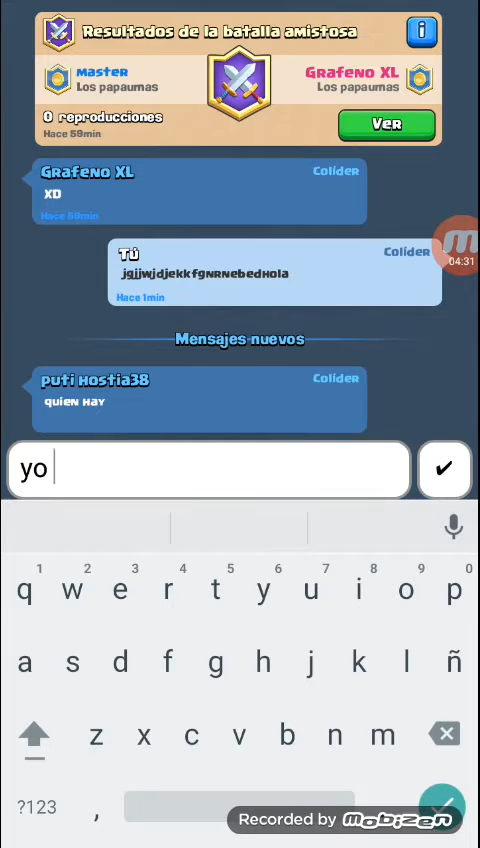 Resultados de la batalla amistosa
i
Master
Los papaumas
Grafeno XL
Los papaumas
0 reproducciones
Hace 59min
Ver
Grafeno XL
Colíder
XD
Hace 59min
Tú
Colíder
jgjjwjdjekkfgnrnebedHola
Hace 1min
04:31
Mensajes nuevos
puti Hostia38
Colíder
quien Hay
yo
1 2 3 4 5 6 7 8 9 0
q w e r t y u i o p
a s d f g h j k l ñ
z x c v b n m
?123 ,
Recorded by mobizen